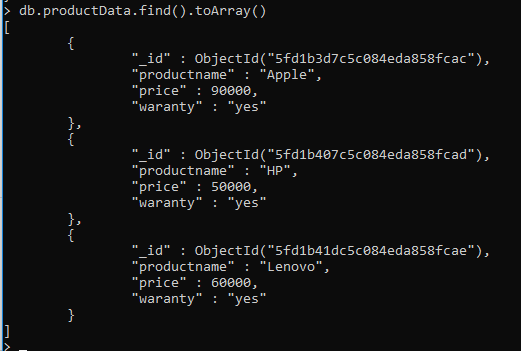 > db.productData.find().toArray()
[
{
"_id" : ObjectId("5fd1b3d7c5c084eda858fcac"),
"productname" : "Apple",
"price" : 90000,
"waranty" : "yes"
},
{
"_id" : ObjectId("5fd1b407c5c084eda858fcad"),
"productname" : "HP",
"price" : 50000,
"waranty" : "yes"
},
{
"_id" : ObjectId("5fd1b41dc5c084eda858fcae"),
"productname" : "Lenovo",
"price" : 60000,
"waranty" : "yes"
}
]
>